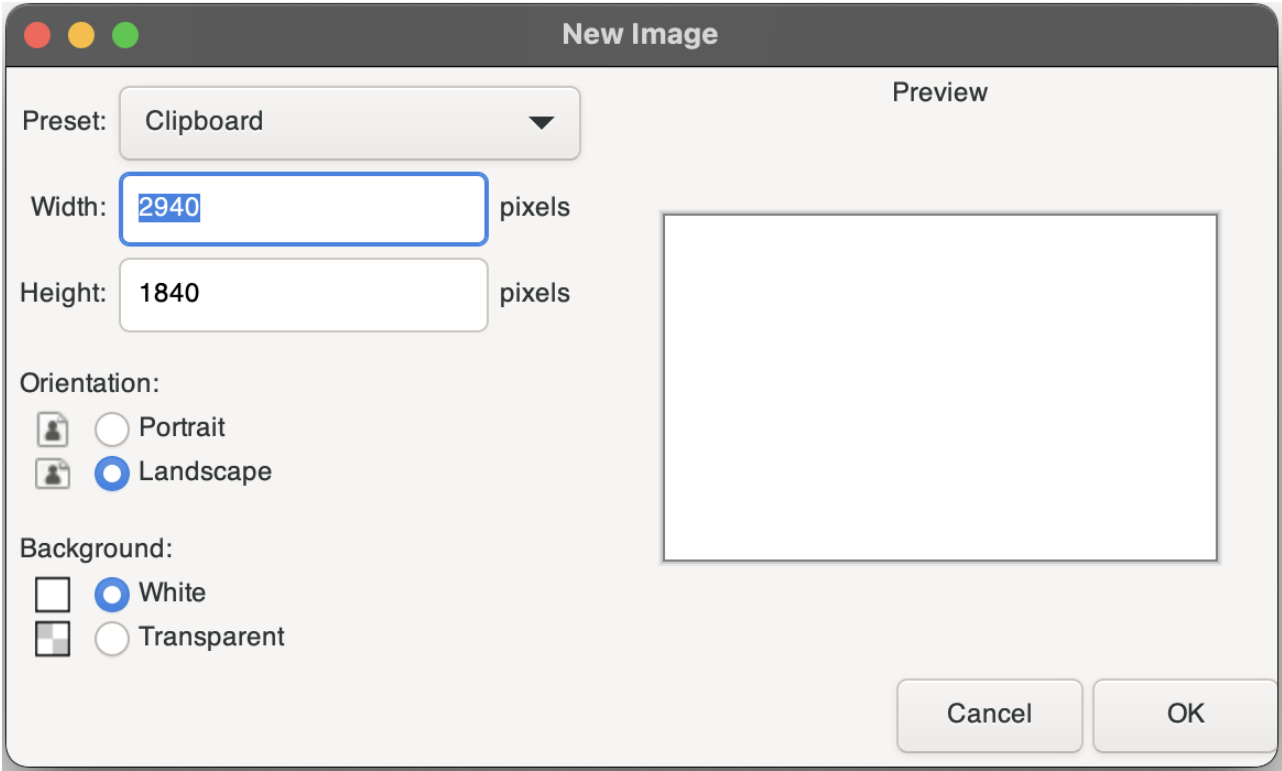 New Image
Preset: Clipboard
Width: 2940 pixels
Height: 1840 pixels
Orientation:
Portrait
Landscape
Background:
White
Transparent
Preview
Cancel OK